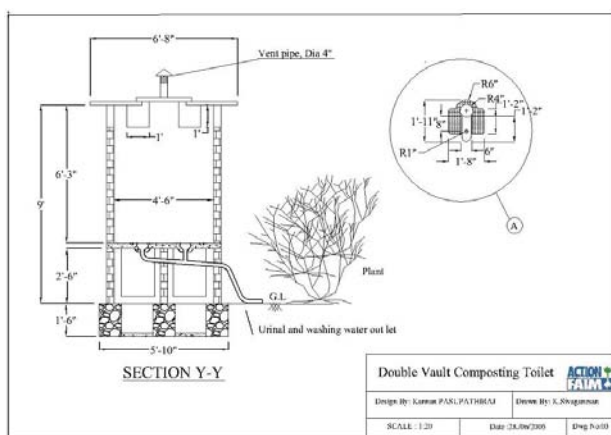 6'-8"
Vent pipe, Dia 4"
1'
1'
6'-3"
9'
4'-6"
2'-6"
1'-6"
5'-10"
G.L
Plant
Urinal and washing water out let
SECTION Y-Y
R6"
R4"
1'-2"
1'-2"
1'-11"
8"
R1"
6"
1'-8"
A
Double Vault Composting Toilet
ACTION
FAIM
Design By: Kannan
Drawn By:
SCALE : 1:20
Date :
Dwg No:03